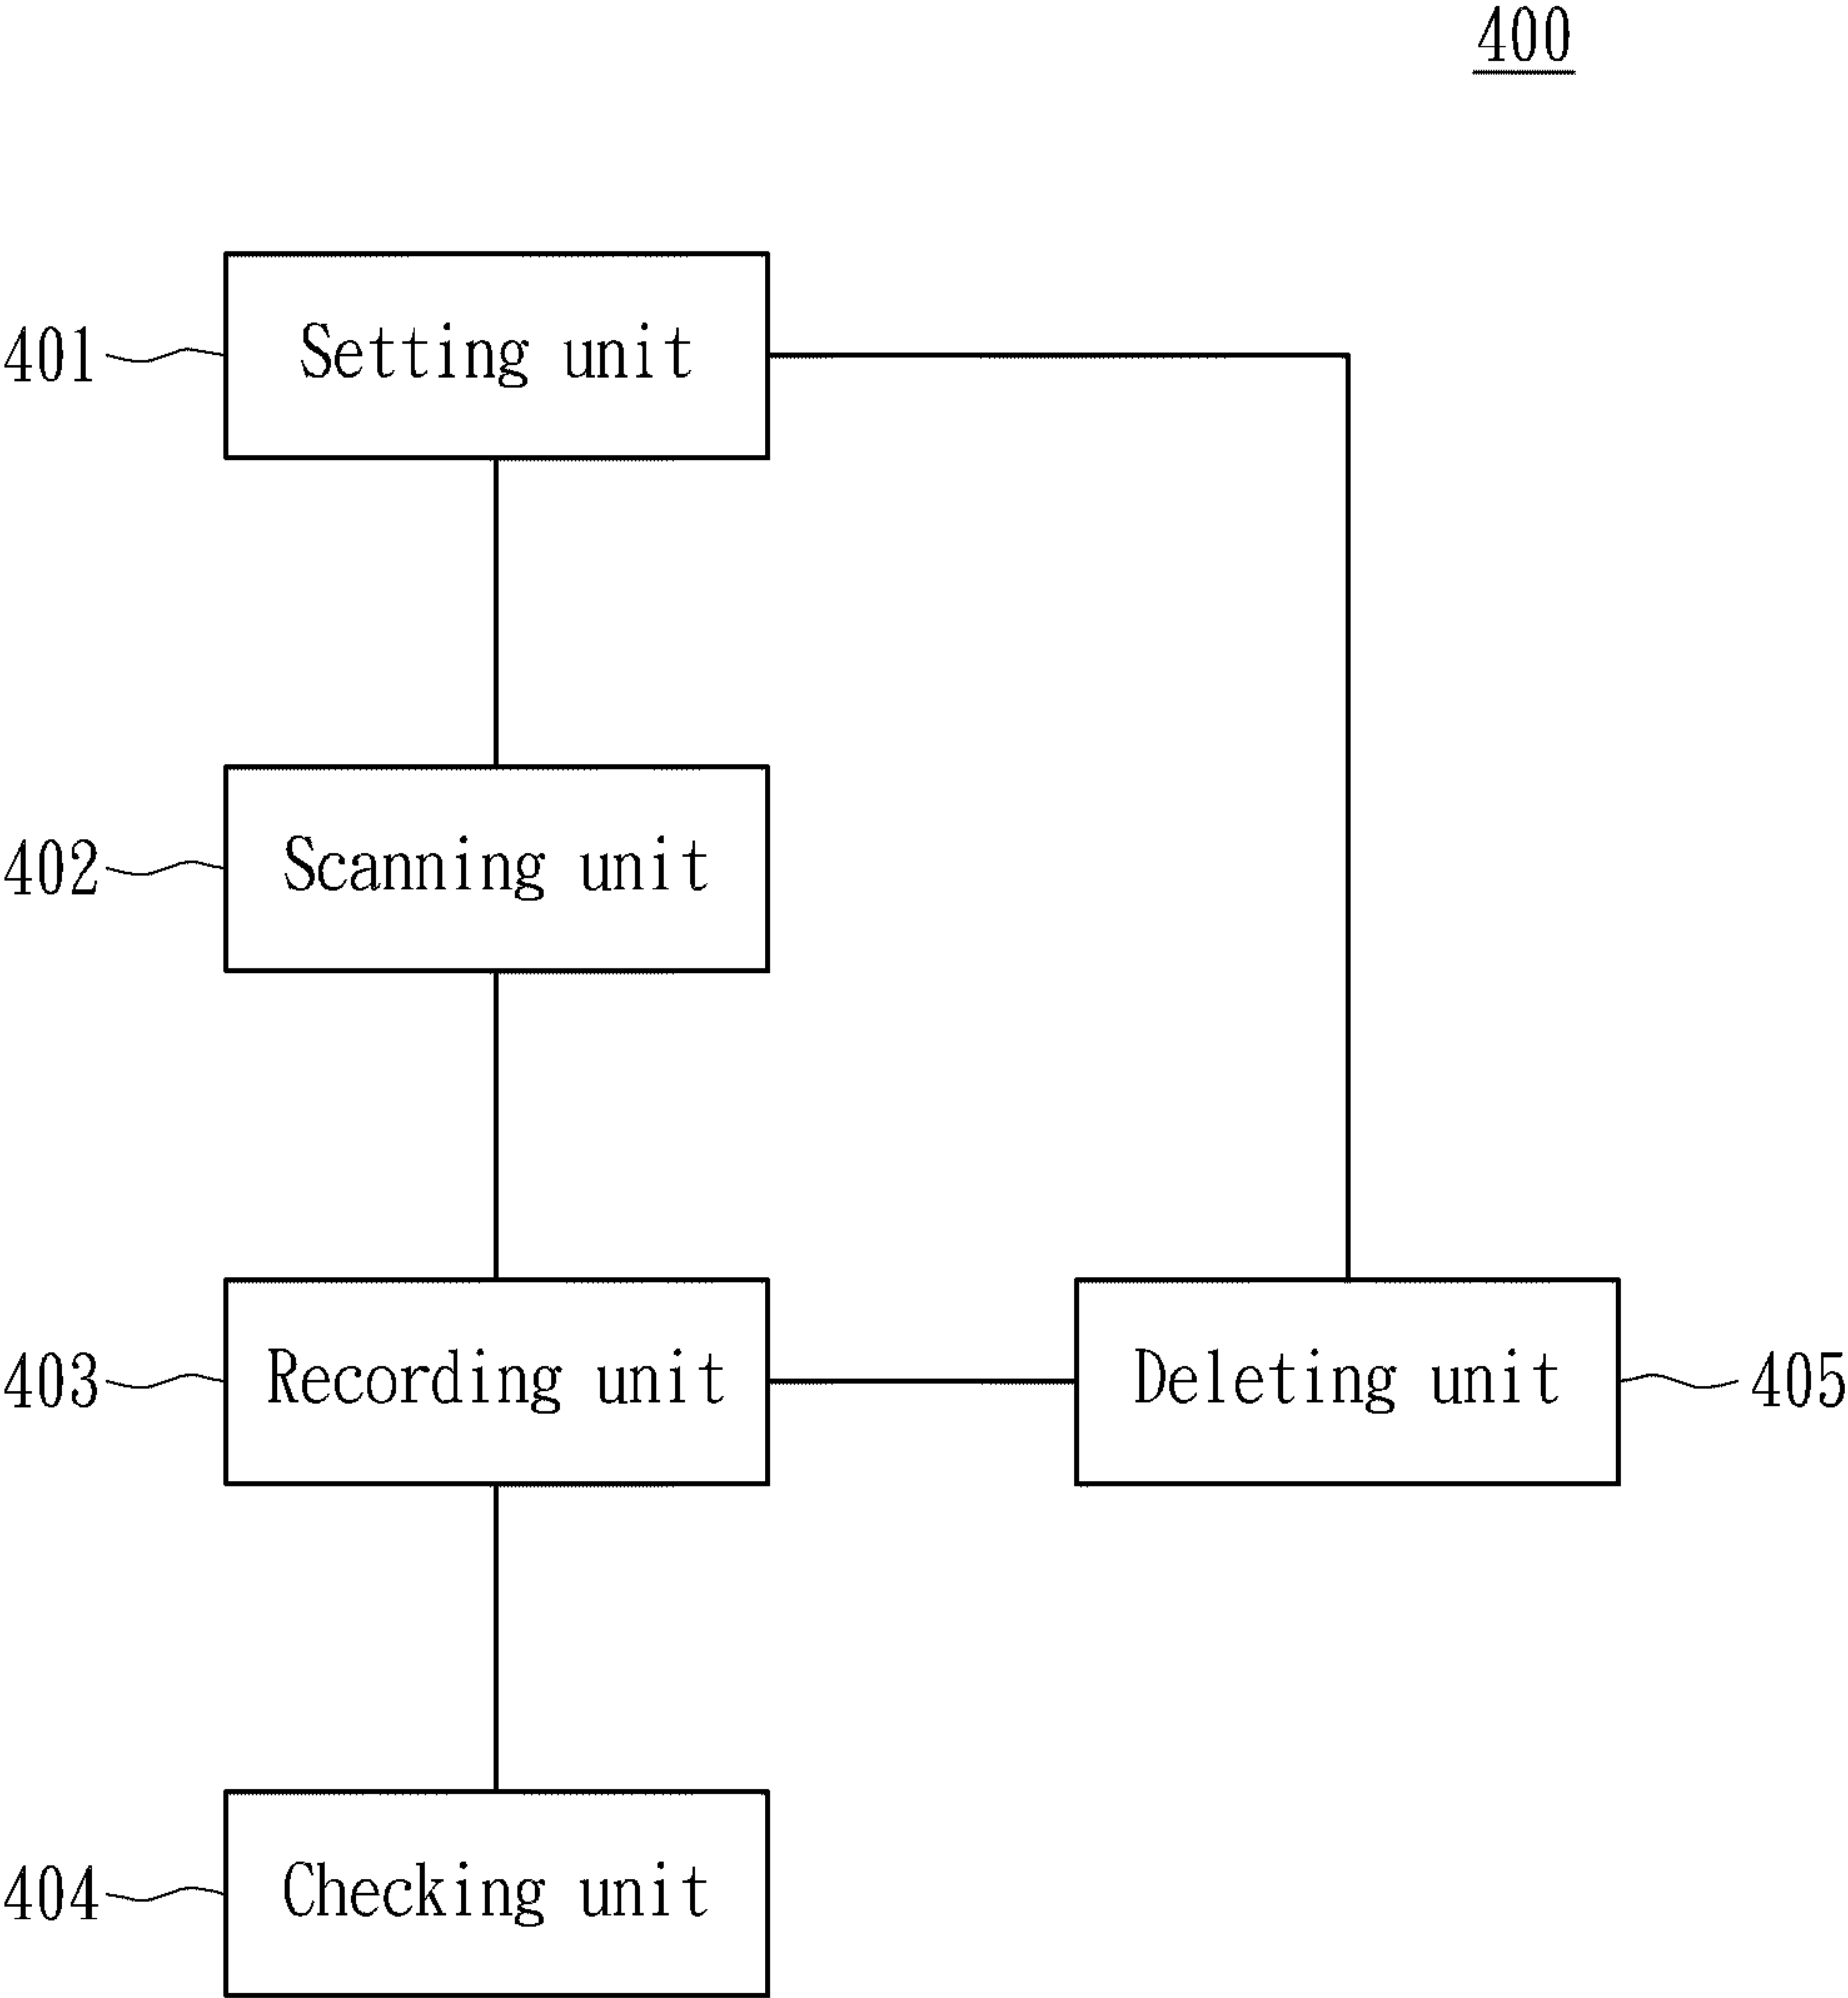 400
401
Setting unit
402
Scanning unit
403
Recording unit
Deleting unit
405
404
Checking unit